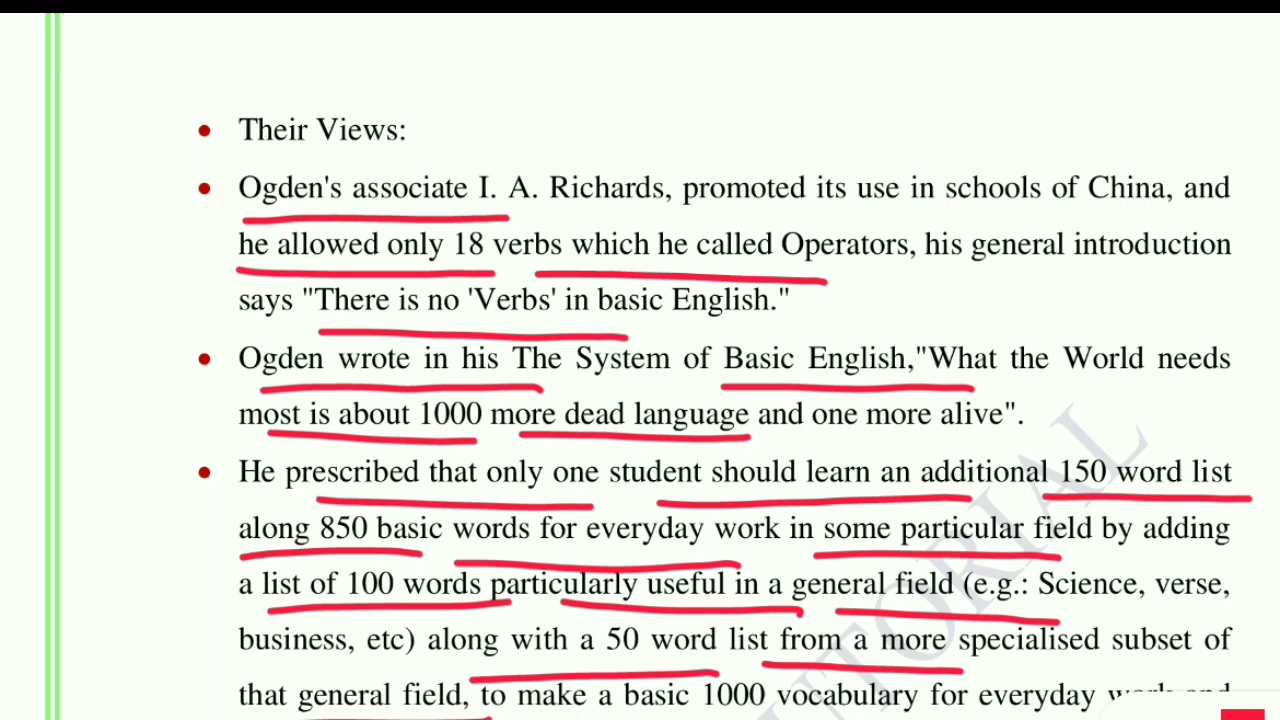 Their Views:
Ogden's associate I. A. Richards, promoted its use in schools of China, and
he allowed only 18 verbs which he called Operators, his general introduction
says "There is no 'Verbs' in basic English."
Ogden wrote in his The System of Basic English,"What the World needs
most is about 1000 more dead language and one more alive".
He prescribed that only one student should learn an additional 150 word list
along 850 basic words for everyday work in some particular field by adding
a list of 100 words particularly useful in a general field (e.g.: Science, verse,
business, etc) along with a 50 word list from a more specialised subset of
that general field, to make a basic 1000 vocabulary for everyday work and